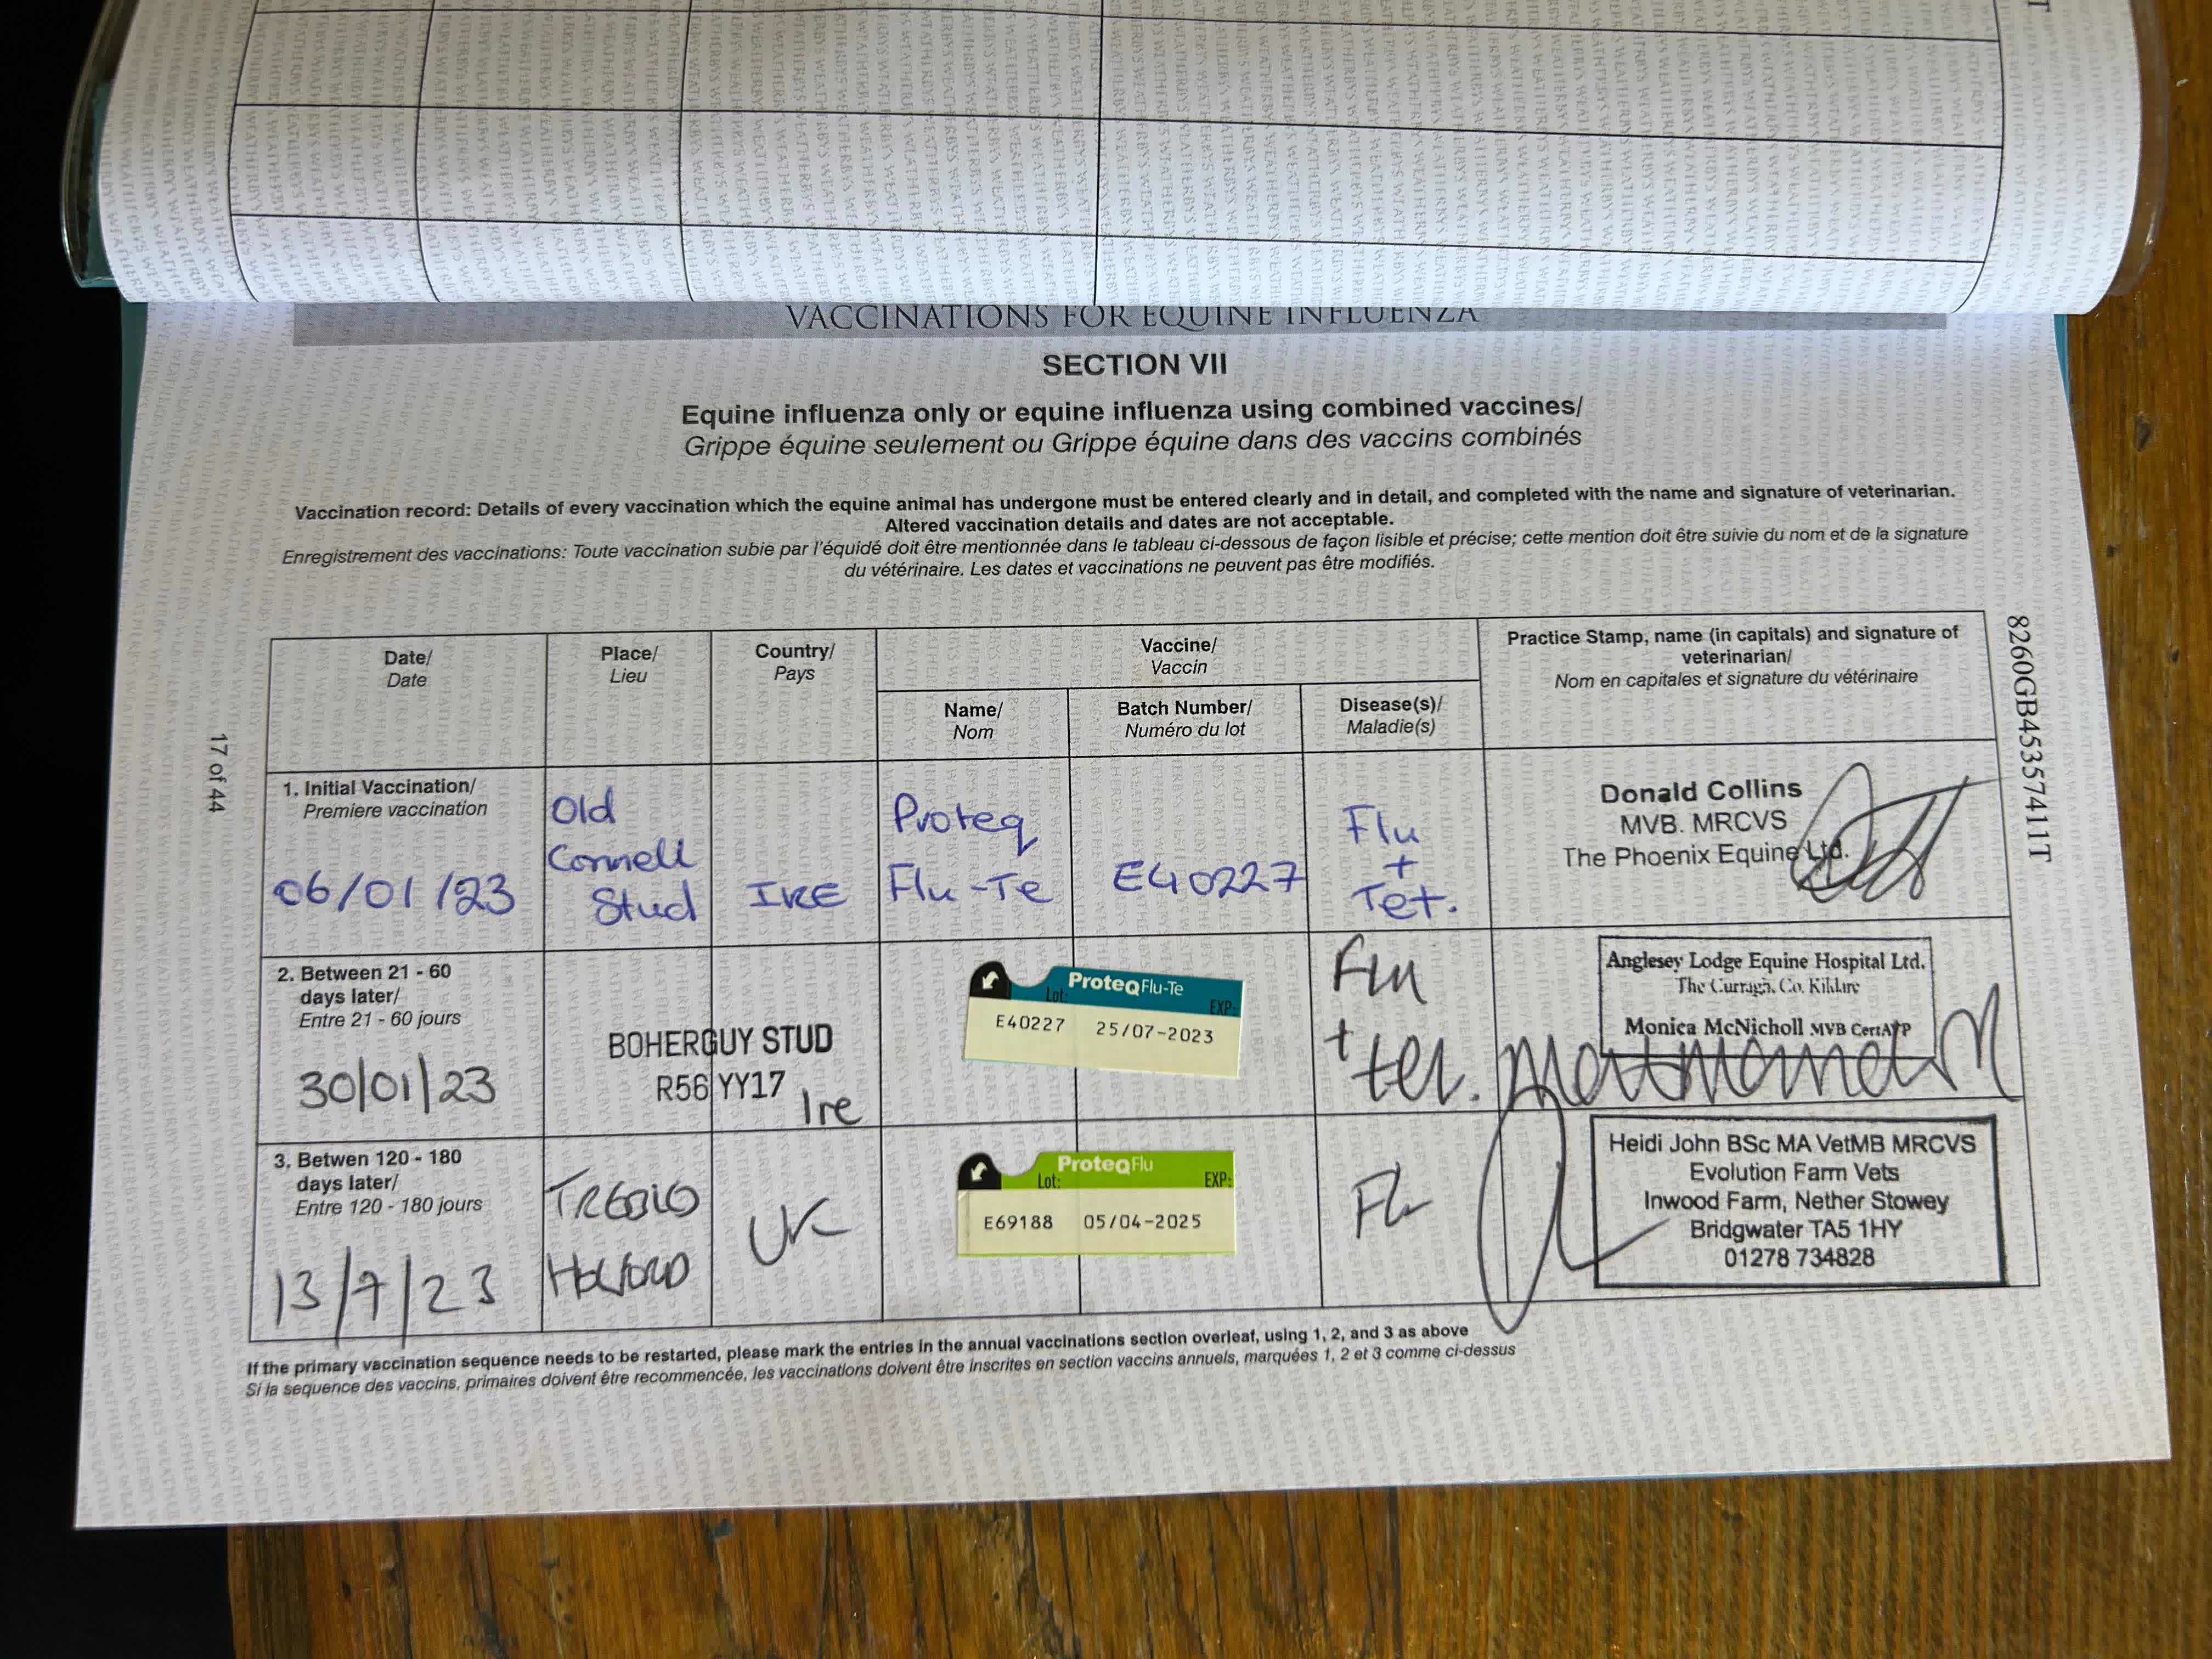 VACCINATIONS FOR EQUINE INFLUENZA
SECTION VII
Equine influenza only or equine influenza using combined vaccines/
Grippe équine seulement ou Grippe équine dans des vaccins combinés
Vaccination record: Details of every vaccination which the equine animal has undergone must be entered clearly and in detail, and completed with the name and signature of veterinarian.
Altered vaccination details and dates are not acceptable.
Enregistrement des vaccinations: Toute vaccination subie par l'équidé doit être mentionnée dans le tableau ci-dessous de façon lisible et précise; cette mention doit être suivie du nom et de la signature
du vétérinaire. Les dates et vaccinations ne peuvent pas être modifiés.
Date/
Date
Place/
Lieu
Country/
Pays
Vaccine/
Vaccin
Name/
Nom
Batch Number/
Numéro du lot
Disease(s)/
Maladie(s)
Practice Stamp, name (in capitals) and signature of
veterinarian/
Nom en capitales et signature du vétérinaire
1. Initial Vaccination/
Premiere vaccination
06/01/23
Old
Connell
Stud
IRE
Proteq
Flu-Te
E40227
Flu
+
Tet.
Donald Collins
MVB. MRCVS
The Phoenix Equine Ltd.
2. Between 21 - 60
days later/
Entre 21 - 60 jours
30/01/23
BOHERGUY STUD
R56 YY17
Ire
ProteqFlu-Te
Lot:
EXP:
E40227 25/07-2023
Flu
+ tet.
Anglesey Lodge Equine Hospital Ltd.
The Curragh, Co. Kildare
Monica McNicholl MVB CertAVP
3. Betwen 120 - 180
days later/
Entre 120 - 180 jours
13/7/23
Holford
UK
ProteqFlu
Lot:
EXP:
E69188 05/04-2025
Flu
Heidi John BSc MA VetMB MRCVS
Evolution Farm Vets
Inwood Farm, Nether Stowey
Bridgwater TA5 1HY
01278 734828
If the primary vaccination sequence needs to be restarted, please mark the entries in the annual vaccinations section overleaf, using 1, 2, and 3 as above
Si la sequence des vaccins, primaires doivent être recommencée, les vaccinations doivent être inscrites en section vaccins annuels, marquées 1, 2 et 3 comme ci-dessus
17 of 44
8260GB45357411T